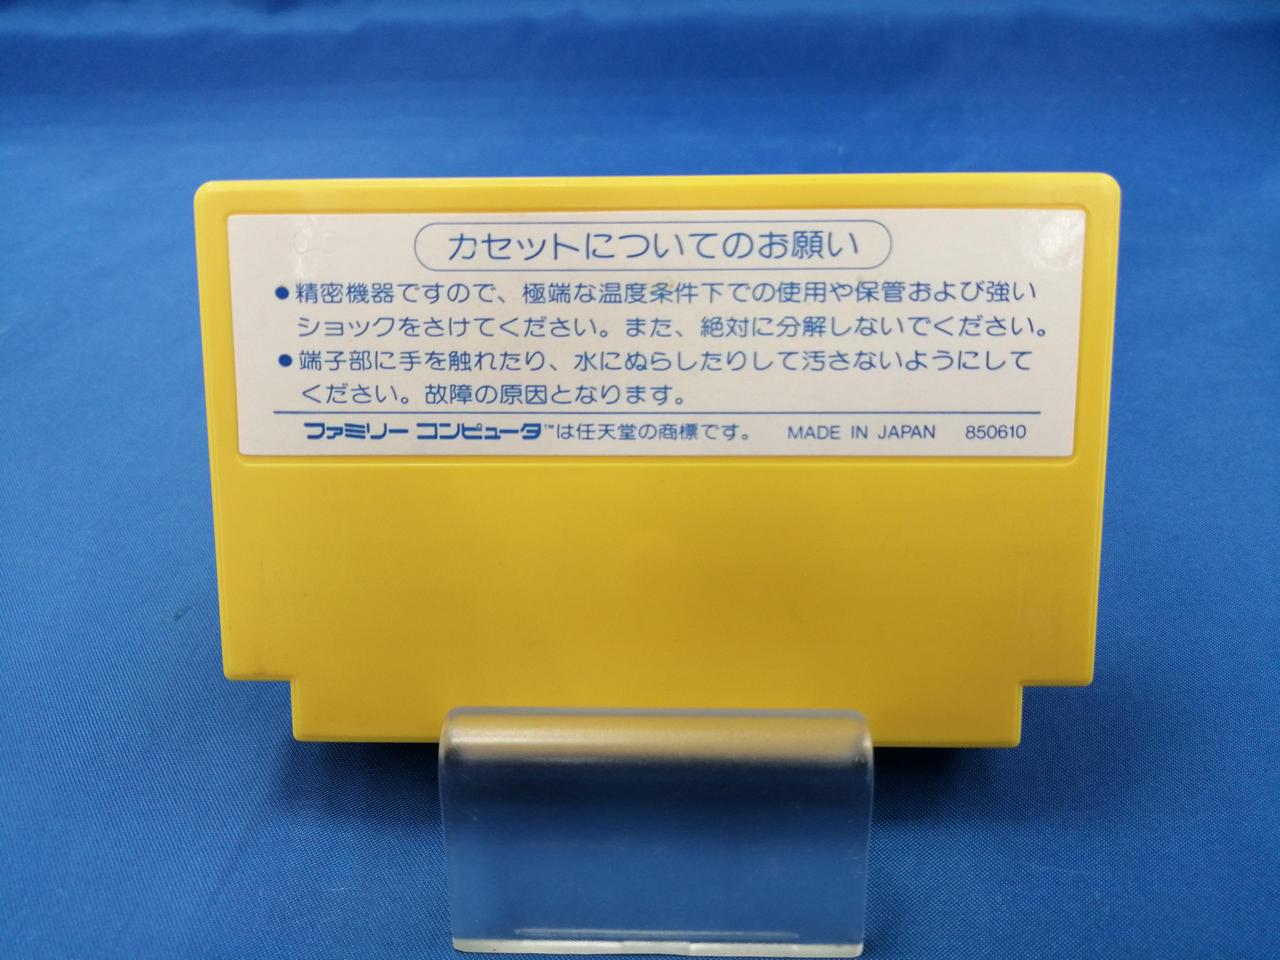 カセットについてのお願い
●精密機器ですので、極端な温度条件下での使用や保管および強い
ショックをさけてください。また、絶対に分解しないでください。
●端子部に手を触れたり、水にぬらしたりして汚さないようにして
ください。故障の原因となります。
ファミリー コンピュータ™は任天堂の商標です。 MADE IN JAPAN 850610